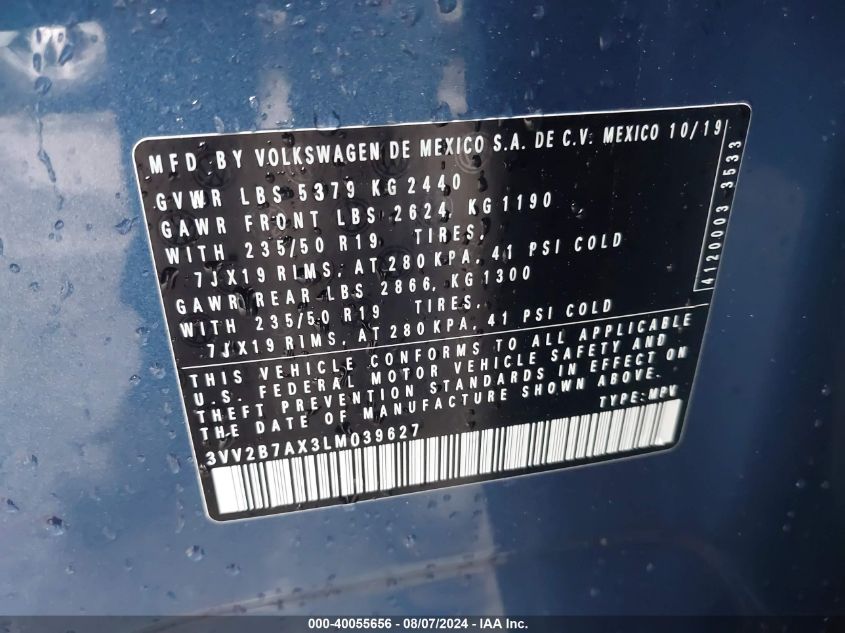 MFD. BY VOLKSWAGEN DE MEXICO S.A. DE C.V. MEXICO 10/19
GVWR LBS 5379 KG 2440
GAWR FRONT LBS 2624, KG 1190
WITH 235/50 R19 TIRES,
7JX19 RIMS, AT 280 KPA, 41 PSI COLD
GAWR REAR LBS 2866, KG 1300
WITH 235/50 R19 TIRES,
7JX19 RIMS, AT 280 KPA, 41 PSI COLD
THIS VEHICLE CONFORMS TO ALL APPLICABLE
U.S. FEDERAL MOTOR VEHICLE SAFETY AND
THEFT PREVENTION STANDARDS IN EFFECT ON
THE DATE OF MANUFACTURE SHOWN ABOVE.
3VV2B7AX3LM039627 TYPE: MPV
4120003 3533
000-40055656 — 08/07/2024 - IAA Inc.